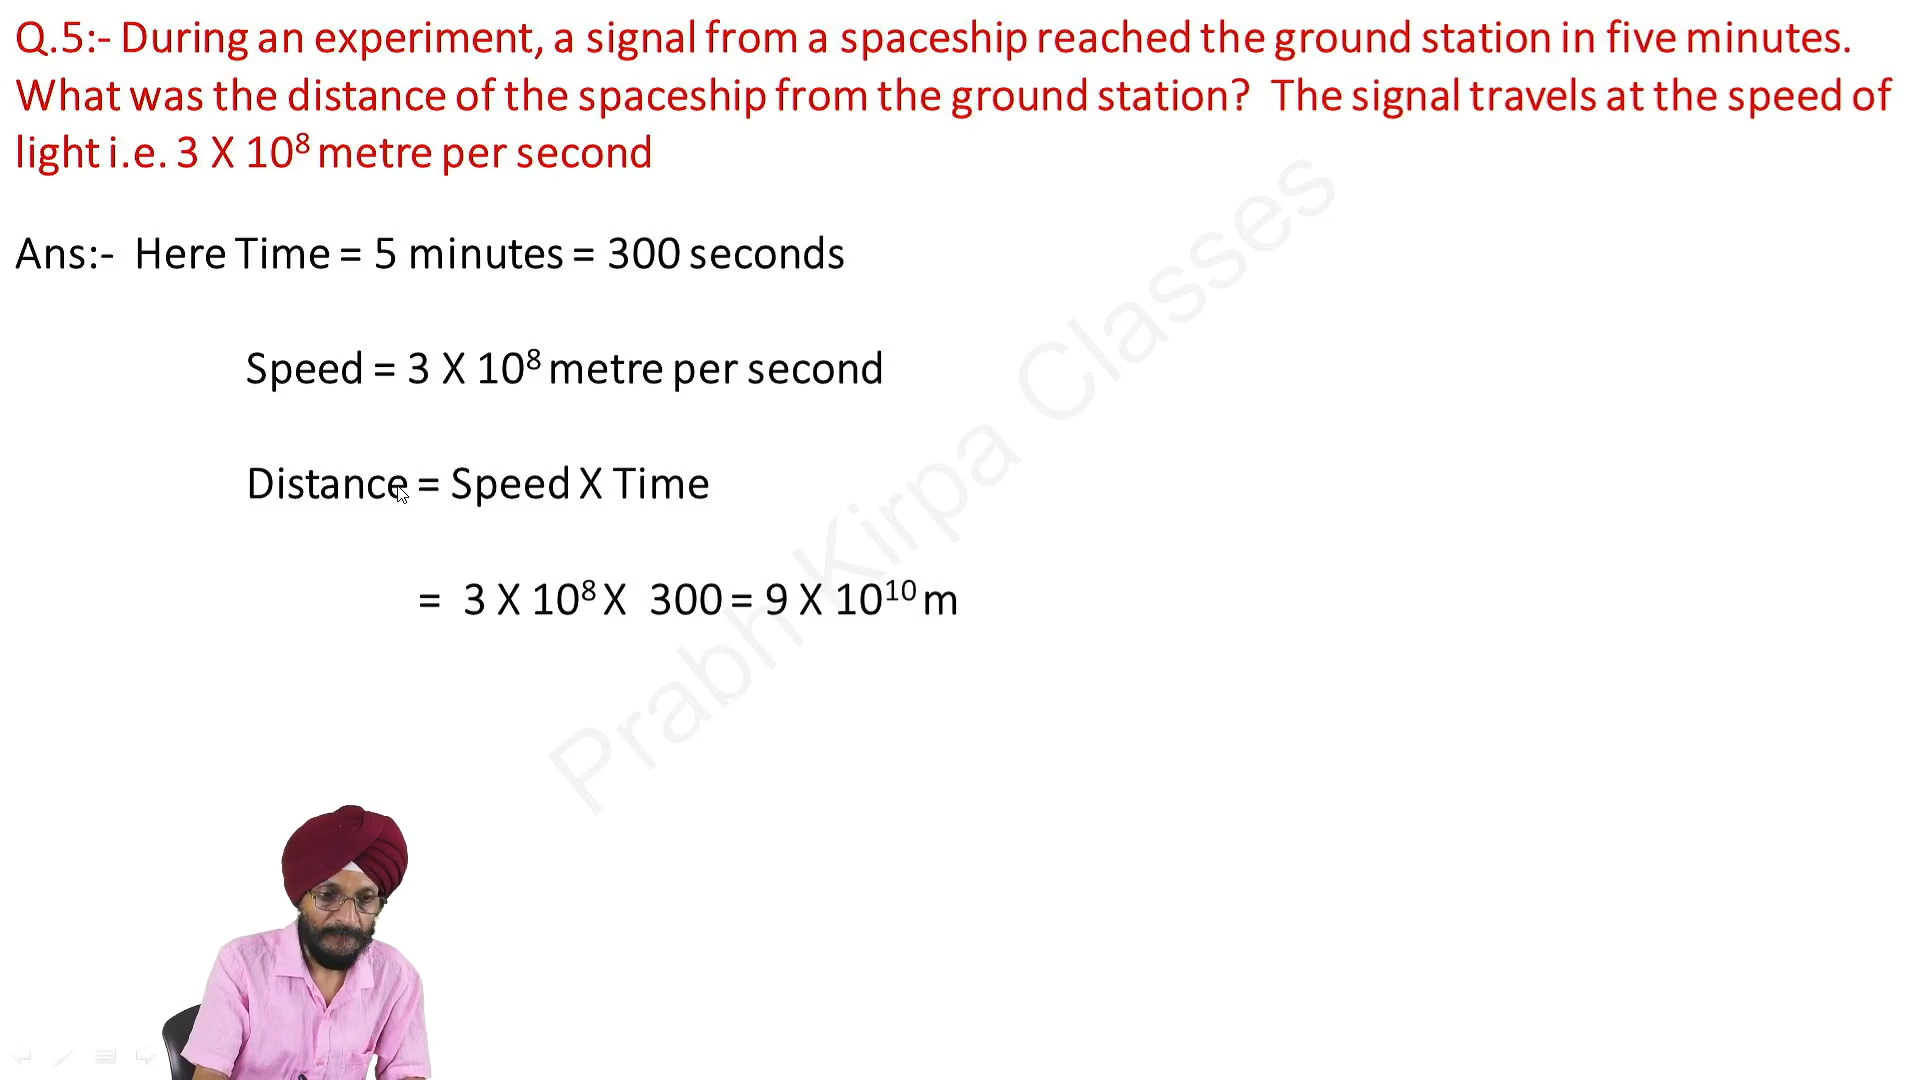 Q.5:- During an experiment, a signal from a spaceship reached the ground station in five minutes.
What was the distance of the spaceship from the ground station? The signal travels at the speed of
light i.e. 3 X 10⁸ metre per second
Ans:- Here Time = 5 minutes = 300 seconds
Speed = 3 X 10⁸ metre per second
Distance = Speed X Time
= 3 X 10⁸ X 300 = 9 X 10¹⁰ m
Prabh Kirpa Classes